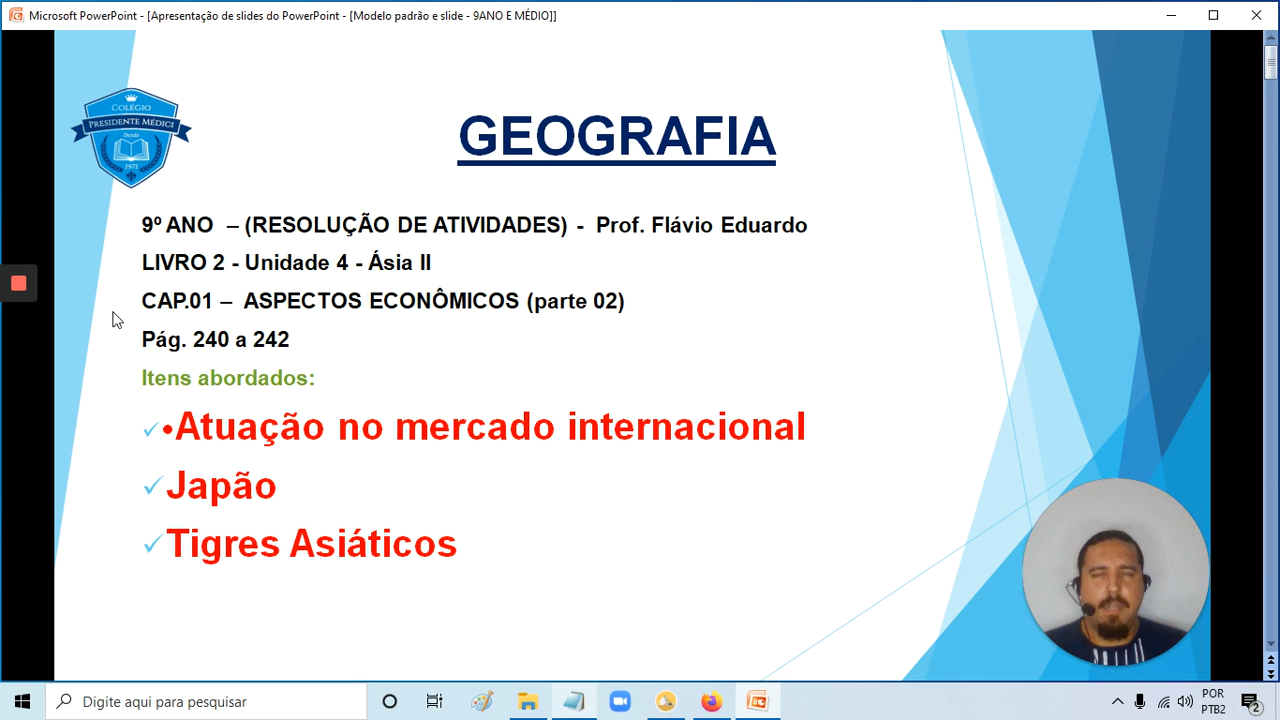 Microsoft PowerPoint - [Apresentação de slides do PowerPoint - [Modelo padrão e slide - 9ANO E MÉDIO]]
COLÉGIO
PRESIDENTE MÉDICI
Desde
1971
GEOGRAFIA
9º ANO – (RESOLUÇÃO DE ATIVIDADES) - Prof. Flávio Eduardo
LIVRO 2 - Unidade 4 - Ásia II
CAP.01 – ASPECTOS ECONÔMICOS (parte 02)
Pág. 240 a 242
Itens abordados:
✓•Atuação no mercado internacional
✓Japão
✓Tigres Asiáticos
Digite aqui para pesquisar
POR
PTB2
2